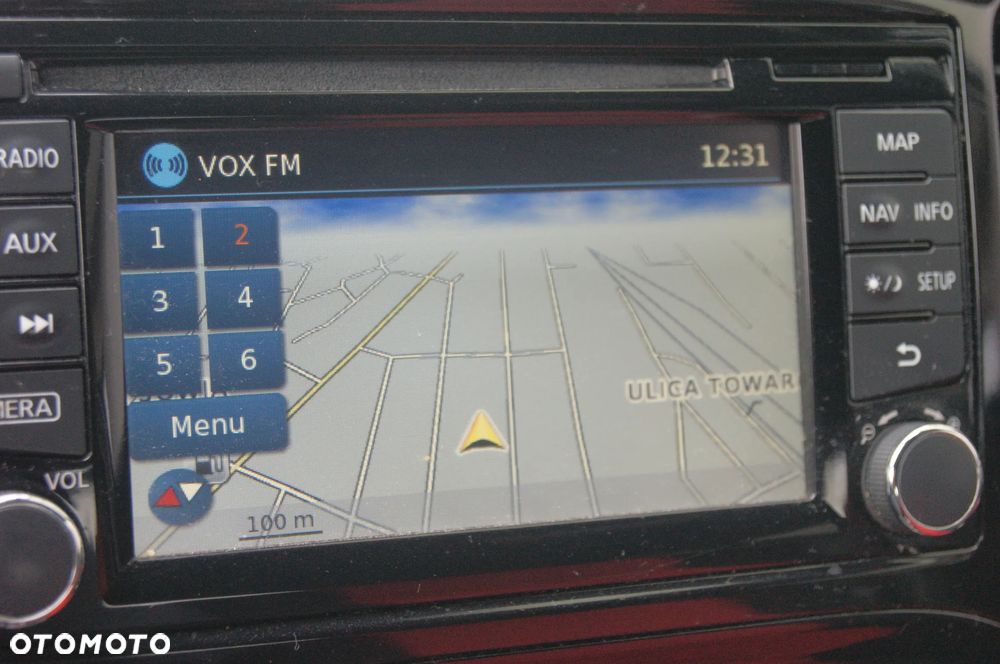 RADIO
AUX
MERA
VOL
VOX FM
12:31
1
2
3
4
5
6
Menu
ULICA TOWAR
100 m
MAP
NAV INFO
SETUP
OTOMOTO